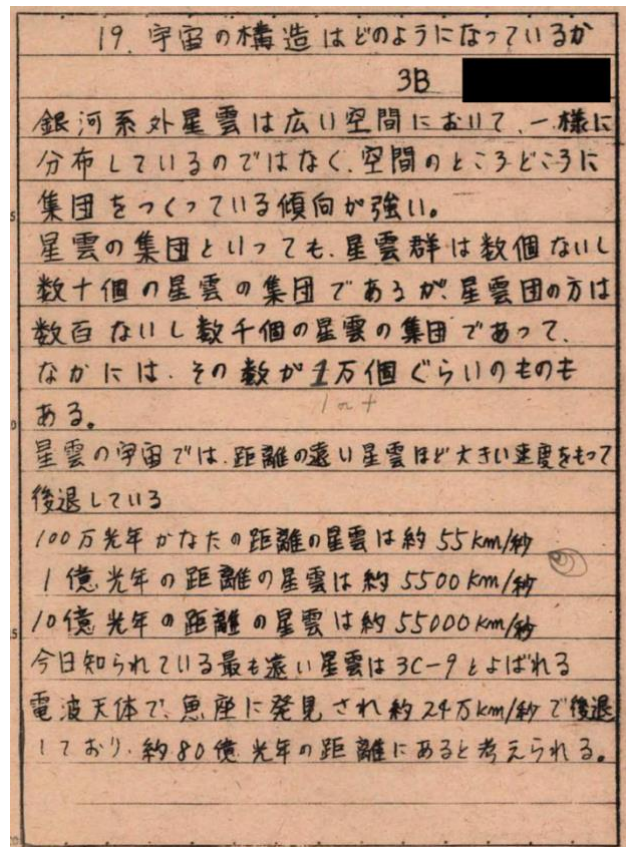 19. 宇宙の構造はどのようになっているか
3B
銀河系外星雲は広い空間において、一様に
分布しているのではなく、空間のところどころに
集団をつくっている傾向が強い。
星雲の集団といっても、星雲群は数個ないし
数十個の星雲の集団であるが、星雲団の方は
数百ないし数千個の星雲の集団であって、
なかには、その数が1万個ぐらいのものも
ある。
星雲の宇宙では、距離の遠い星雲ほど大きい速度をもって
後退している
100万光年かなたの距離の星雲は約55km/秒
1億光年の距離の星雲は約5500km/秒
10億光年の距離の星雲は約55000km/秒
今日知られている最も遠い星雲は3C-9とよばれる
電波天体で、魚座に発見され約24万km/秒で後退
しており、約80億光年の距離にあると考えられる。